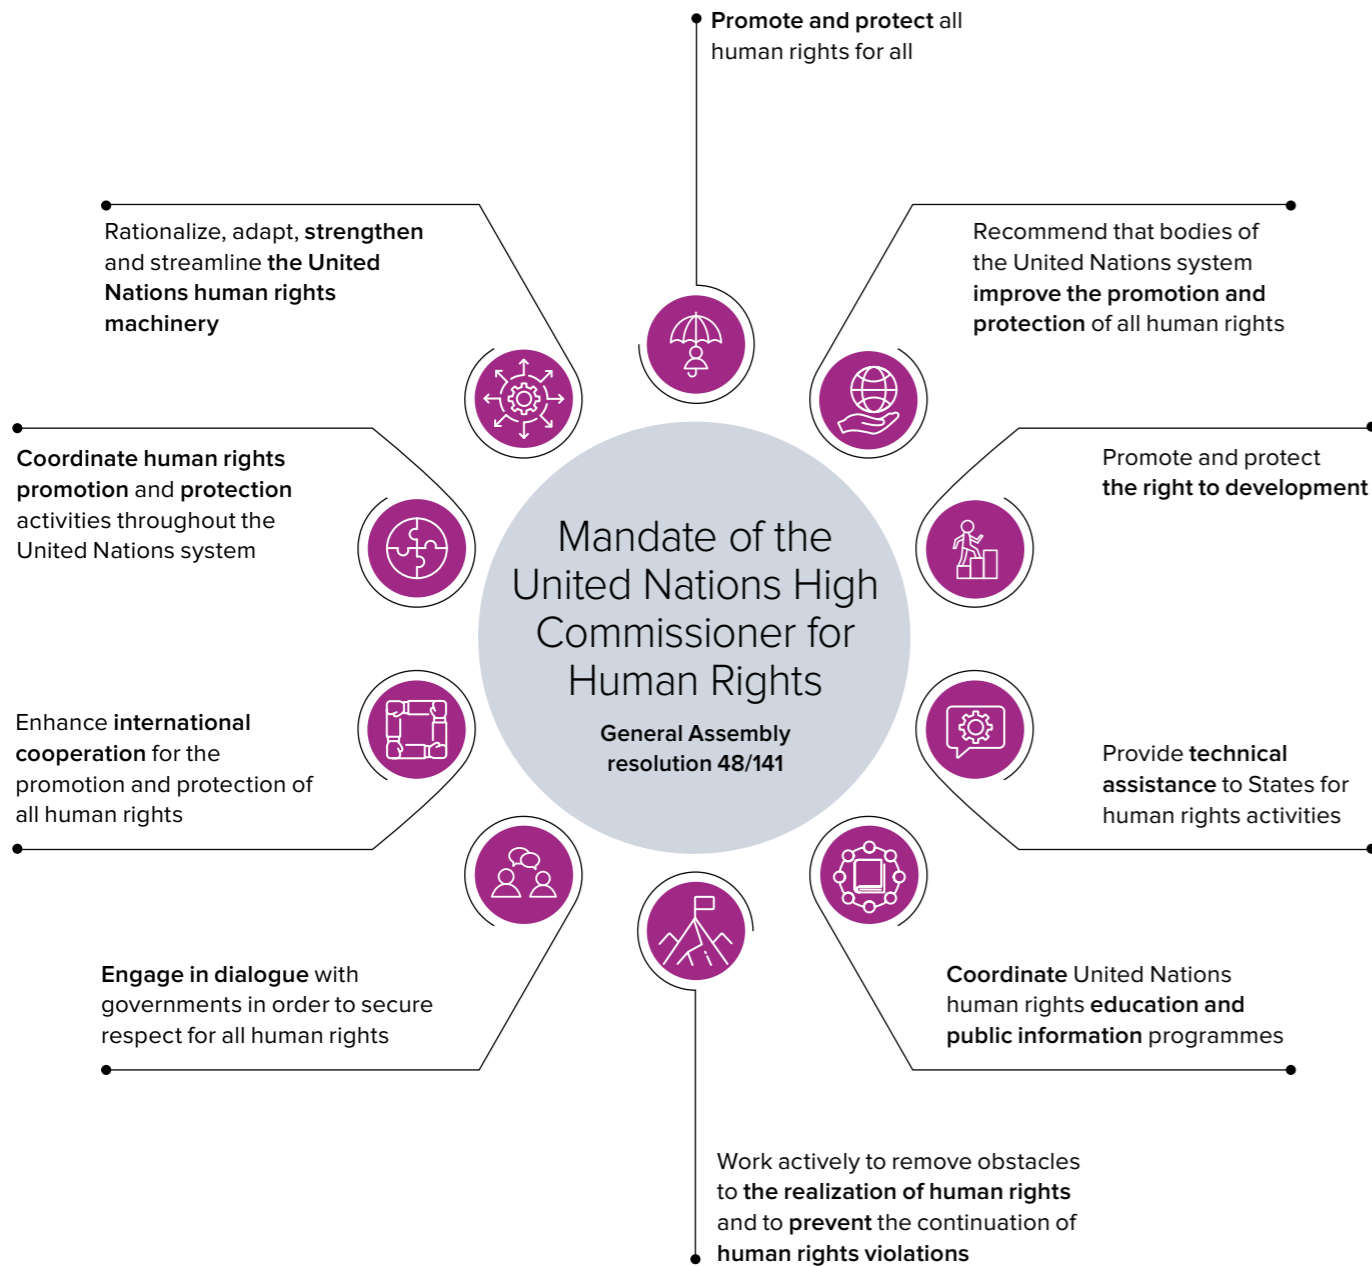 Promote and protect all
human rights for all
Recommend that bodies of
the United Nations system
improve the promotion and
protection of all human rights
Promote and protect
the right to development
Provide technical
assistance to States for
human rights activities
Coordinate United Nations
human rights education and
public information programmes
Work actively to remove obstacles
to the realization of human rights
and to prevent the continuation of
human rights violations
Engage in dialogue with
governments in order to secure
respect for all human rights
Enhance international
cooperation for the
promotion and protection of
all human rights
Coordinate human rights
promotion and protection
activities throughout the
United Nations system
Rationalize, adapt, strengthen
and streamline the United
Nations human rights
machinery
Mandate of the
United Nations High
Commissioner for
Human Rights
General Assembly
resolution 48/141